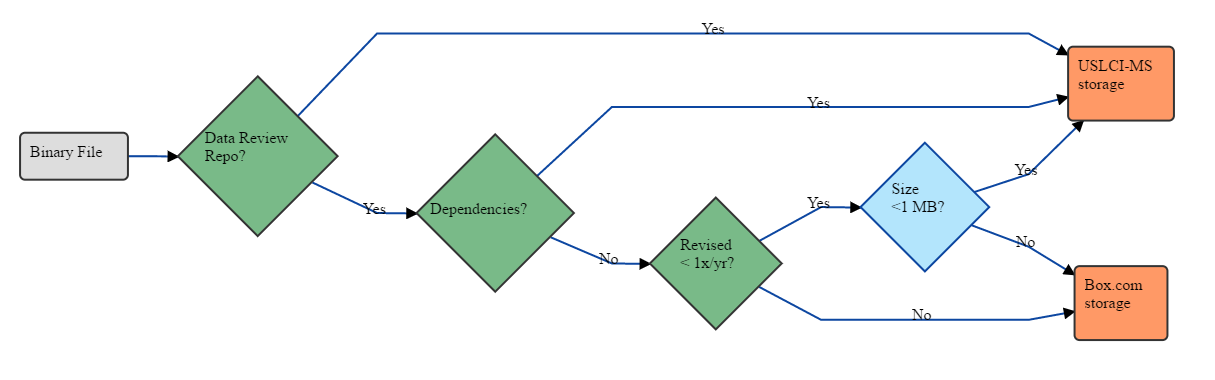 Yes
USLCI-MS
storage
Yes
Data Review
Repo?
Binary File
Yes
Dependencies?
Yes
Size
<1 MB?
Yes
Revised
< 1x/yr?
No
No
Box.com
storage
No